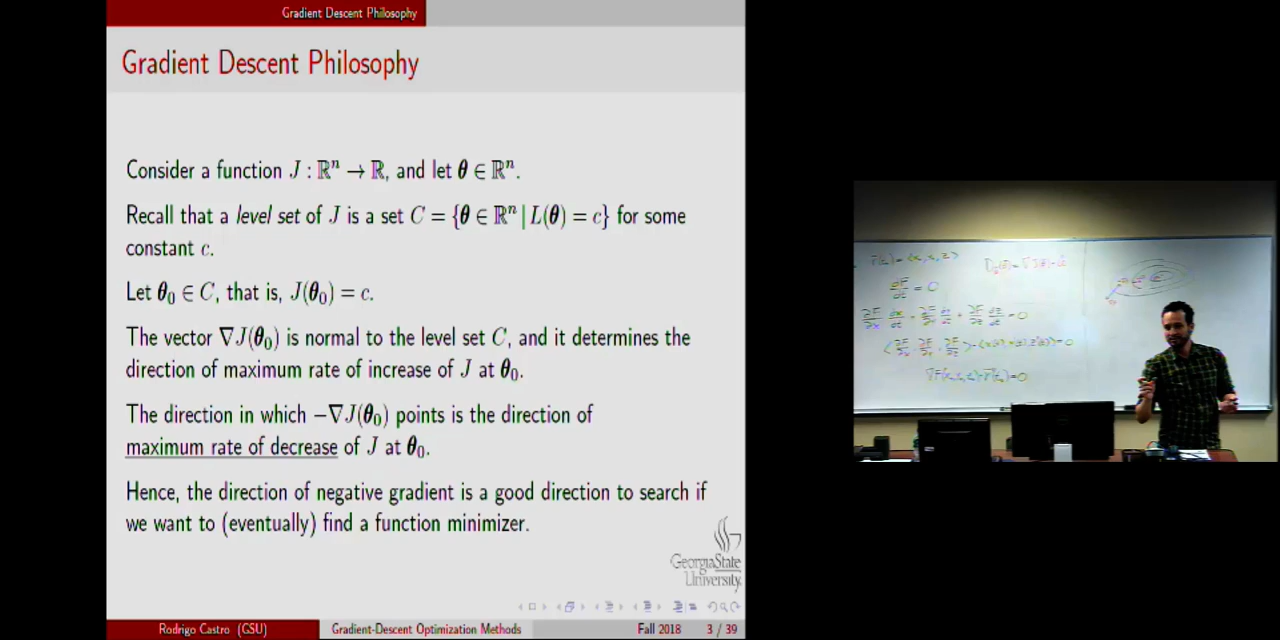 Gradient Descent Philosophy
Gradient Descent Philosophy
Consider a function J : ℝⁿ → ℝ, and let θ ∈ ℝⁿ.
Recall that a level set of J is a set C = {θ ∈ ℝⁿ | L(θ) = c} for some
constant c.
Let θ₀ ∈ C, that is, J(θ₀) = c.
The vector ∇J(θ₀) is normal to the level set C, and it determines the
direction of maximum rate of increase of J at θ₀.
The direction in which −∇J(θ₀) points is the direction of
maximum rate of decrease of J at θ₀.
Hence, the direction of negative gradient is a good direction to search if
we want to (eventually) find a function minimizer.
GeorgiaState
University
Rodrigo Castro (GSU) Gradient-Descent Optimization Methods Fall 2018 3 / 39
∂F/∂t = 0
∂F/∂x ∂x/∂t + ∂F/∂y ∂y/∂t + ∂F/∂z ∂z/∂t = 0